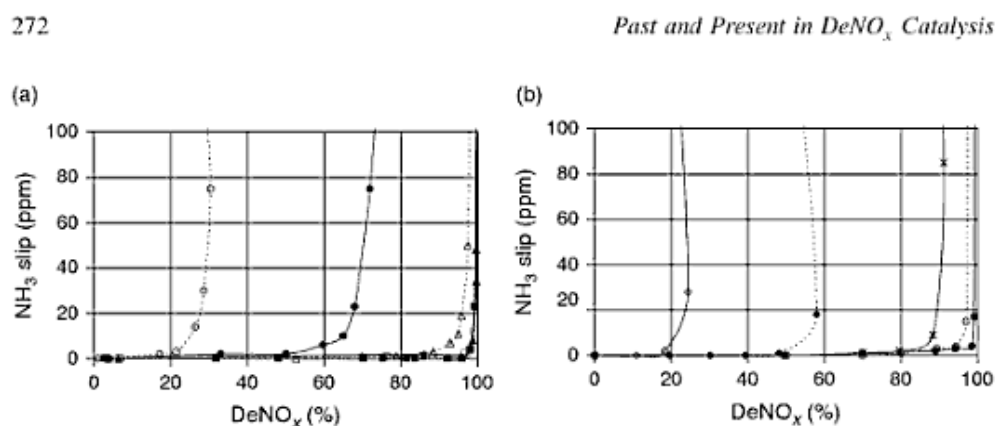 272 Past and Present in DeNOx Catalysis
(a) (b)
100 100
80 80
60 60
40 40
20 20
0 0
0 20 40 60 80 100 0 20 40 60 80 100
DeNOx (%) DeNOx (%)
NH3 slip (ppm) NH3 slip (ppm)